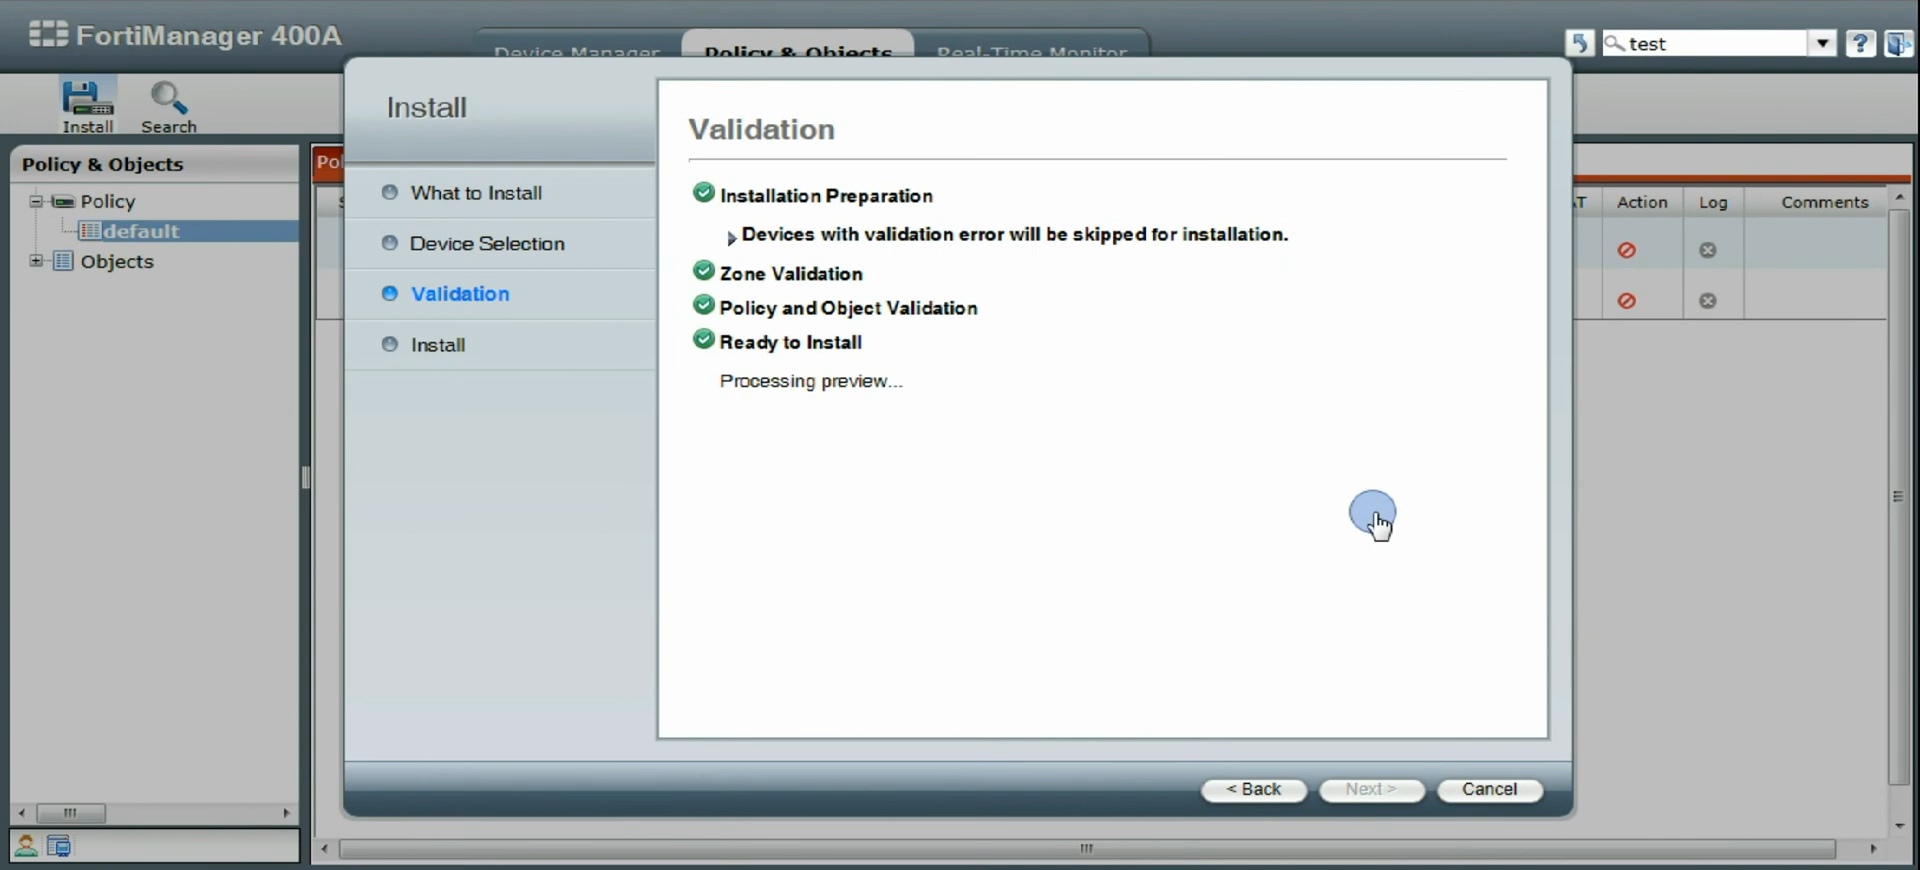 FortiManager 400A
Device Manager
Policy & Objects
Real-Time Monitor
test
?
Install
Search
Policy & Objects
Policy
default
Objects
Pol
Install
What to Install
Device Selection
Validation
Install
Validation
Installation Preparation
Devices with validation error will be skipped for installation.
Zone Validation
Policy and Object Validation
Ready to Install
Processing preview...
Action
Log
Comments
< Back
Next >
Cancel